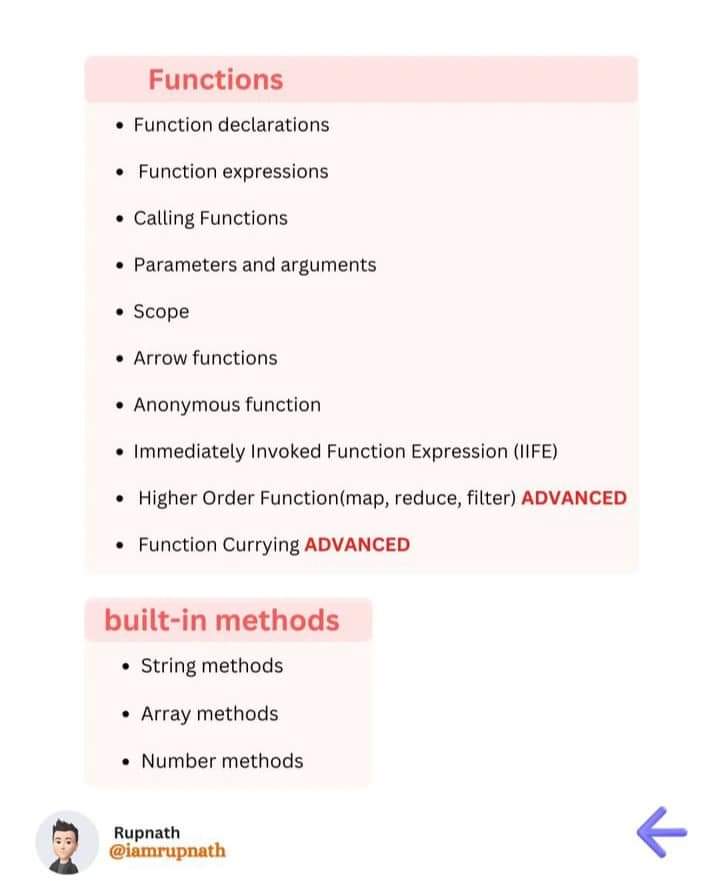 Functions
• Function declarations
• Function expressions
• Calling Functions
• Parameters and arguments
• Scope
• Arrow functions
• Anonymous function
• Immediately Invoked Function Expression (IIFE)
• Higher Order Function(map, reduce, filter) ADVANCED
• Function Currying ADVANCED
built-in methods
• String methods
• Array methods
• Number methods
Rupnath
@iamrupnath